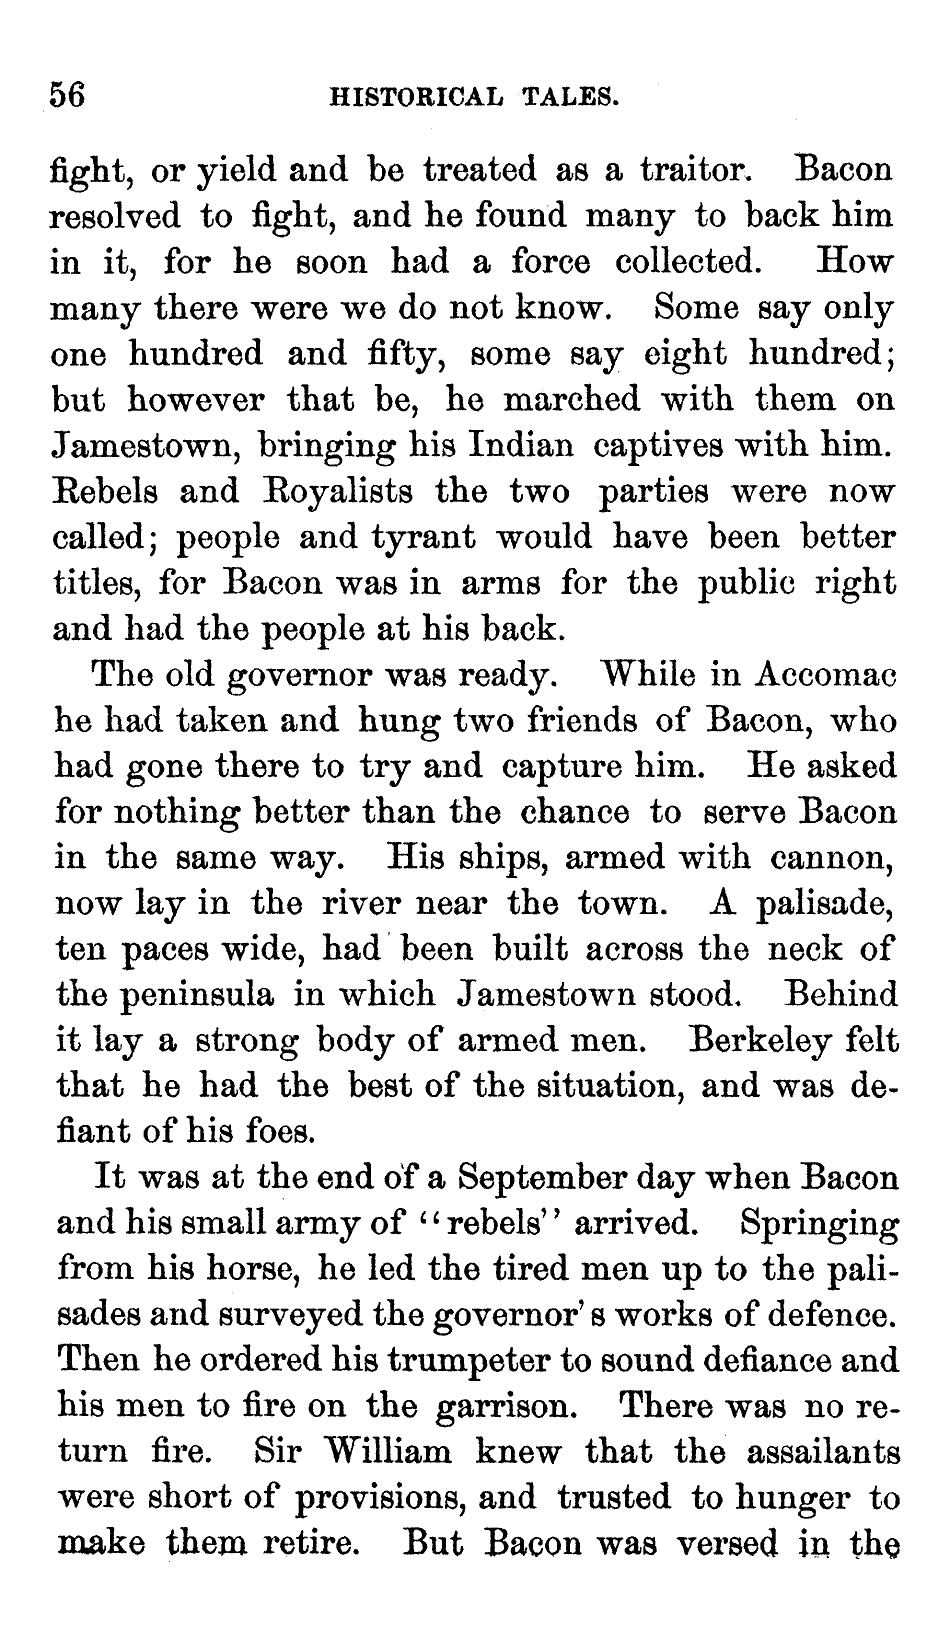 56 HISTORICAL TALES.
fight, or yield and be treated as a traitor. Bacon
resolved to fight, and he found many to back him
in it, for he soon had a force collected. How
many there were we do not know. Some say only
one hundred and fifty, some say eight hundred;
but however that be, he marched with them on
Jamestown, bringing his Indian captives with him.
Rebels and Royalists the two parties were now
called; people and tyrant would have been better
titles, for Bacon was in arms for the public right
and had the people at his back.
The old governor was ready. While in Accomac
he had taken and hung two friends of Bacon, who
had gone there to try and capture him. He asked
for nothing better than the chance to serve Bacon
in the same way. His ships, armed with cannon,
now lay in the river near the town. A palisade,
ten paces wide, had been built across the neck of
the peninsula in which Jamestown stood. Behind
it lay a strong body of armed men. Berkeley felt
that he had the best of the situation, and was de-
fiant of his foes.
It was at the end of a September day when Bacon
and his small army of “rebels” arrived. Springing
from his horse, he led the tired men up to the pali-
sades and surveyed the governor's works of defence.
Then he ordered his trumpeter to sound defiance and
his men to fire on the garrison. There was no re-
turn fire. Sir William knew that the assailants
were short of provisions, and trusted to hunger to
make them retire. But Bacon was versed in the